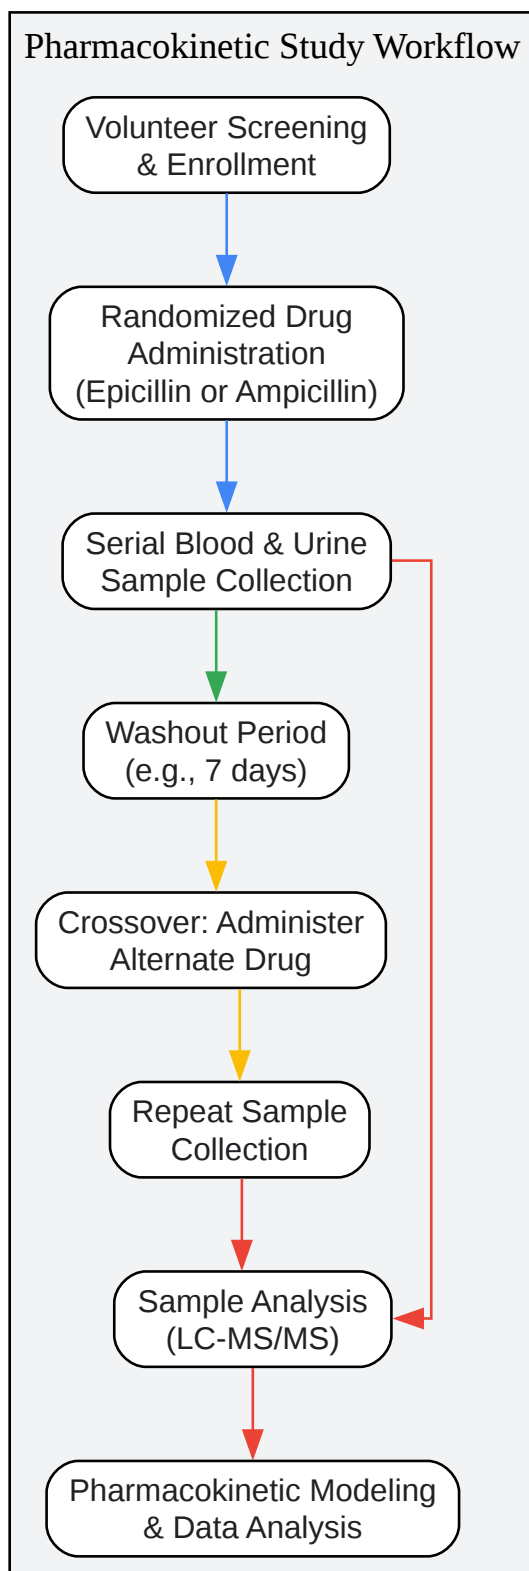 Pharmacokinetic Study Workflow
Volunteer Screening
& Enrollment
Randomized Drug
Administration
(Epicillin or Ampicillin)
Serial Blood & Urine
Sample Collection
Washout Period
(e.g., 7 days)
Crossover: Administer
Alternate Drug
Repeat Sample
Collection
Sample Analysis
(LC-MS/MS)
Pharmacokinetic Modeling
& Data Analysis